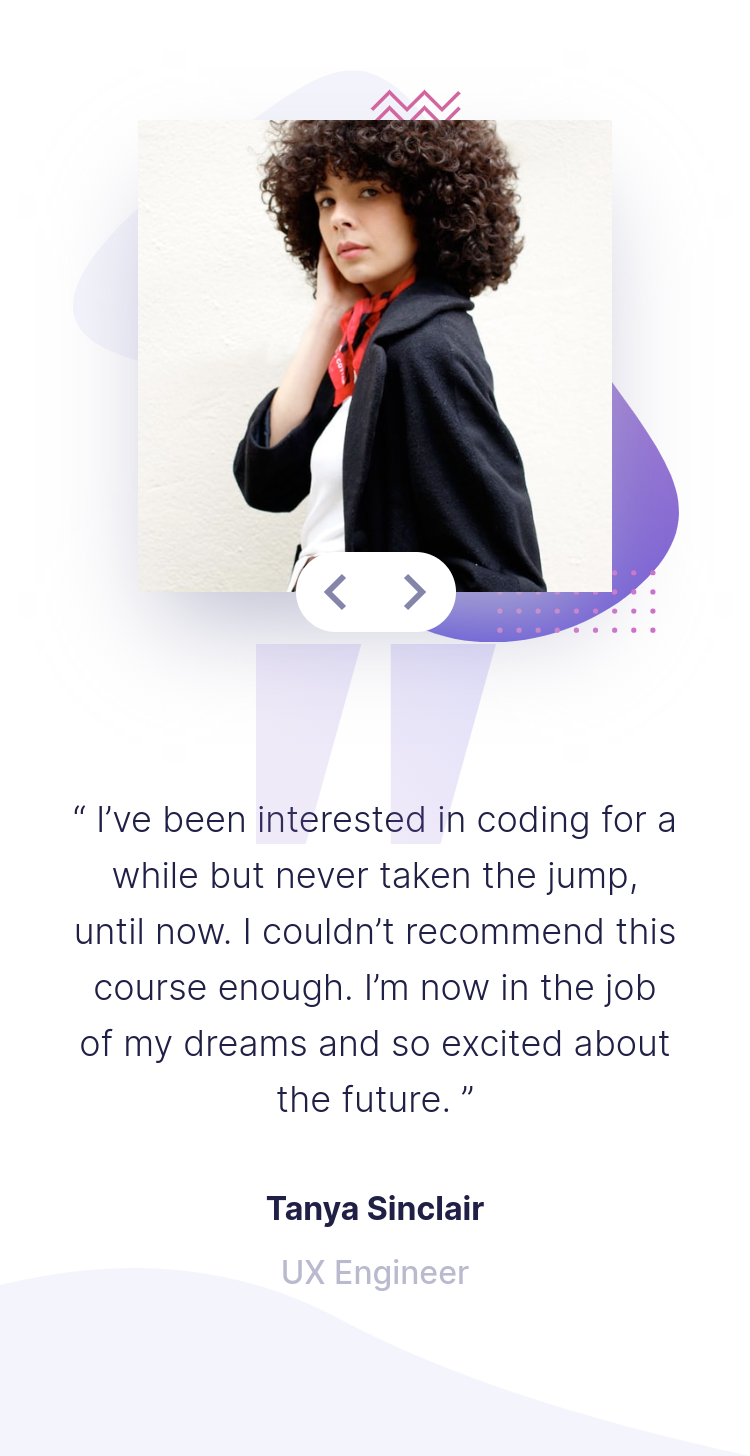 “ I’ve been interested in coding for a
while but never taken the jump,
until now. I couldn’t recommend this
course enough. I’m now in the job
of my dreams and so excited about
the future. ”
Tanya Sinclair
UX Engineer